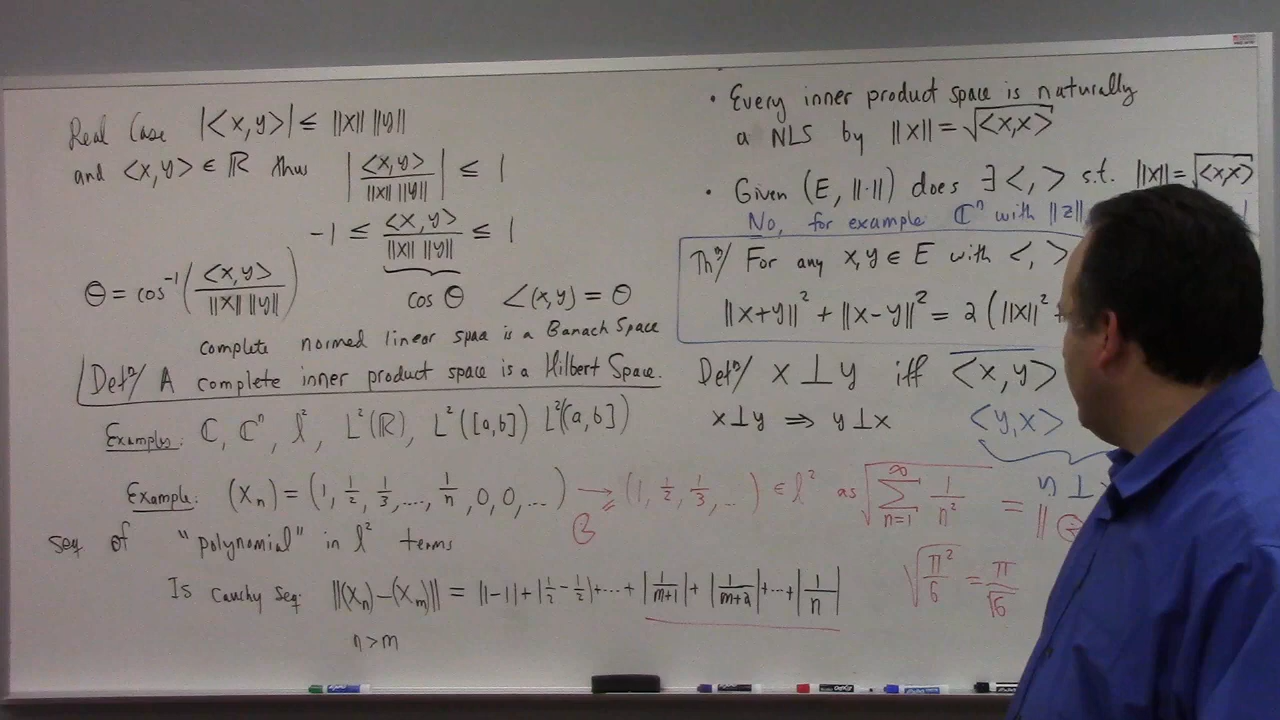 Real Case |<x,y>| ≤ ||x|| ||y||
and <x,y> ∈ ℝ thus | <x,y> / ||x|| ||y|| | ≤ 1
-1 ≤ <x,y> / ||x|| ||y|| ≤ 1
θ = cos⁻¹( <x,y> / ||x|| ||y|| ) cos θ ∠(x,y) = θ
complete normed linear space is a Banach Space
Defⁿ/ A complete inner product space is a Hilbert Space.
Examples: ℂ, ℂⁿ, l², L²(ℝ), L²([a,b]) L²((a,b])
Example: (xₙ) = (1, 1/2, 1/3, ..., 1/n, 0, 0, ...) → (1, 1/2, 1/3, ..) ∈ l² as √(∑_{n=1}^{∞} 1/n²) =
seq of "polynomial" in l² terms
√(π²/6) = π/√6
Is cauchy seq: ||(xₙ)-(xₘ)|| = |1-1| + |1/2 - 1/2| + ... + |1/(m+1)| + |1/(m+2)| + ... + |1/n|
n>m
• Every inner product space is naturally
a NLS by ||x|| = √<x,x>
• Given (E, ||·||) does ∃ <,> s.t. ||x|| = √<x,x>
No, for example ℂⁿ with ||z||
Thᵐ/ For any x,y ∈ E with <,>
||x+y||² + ||x-y||² = 2(||x||² +
Defⁿ/ x ⊥ y iff <x,y>
x⊥y ⟹ y⊥x <y,x>